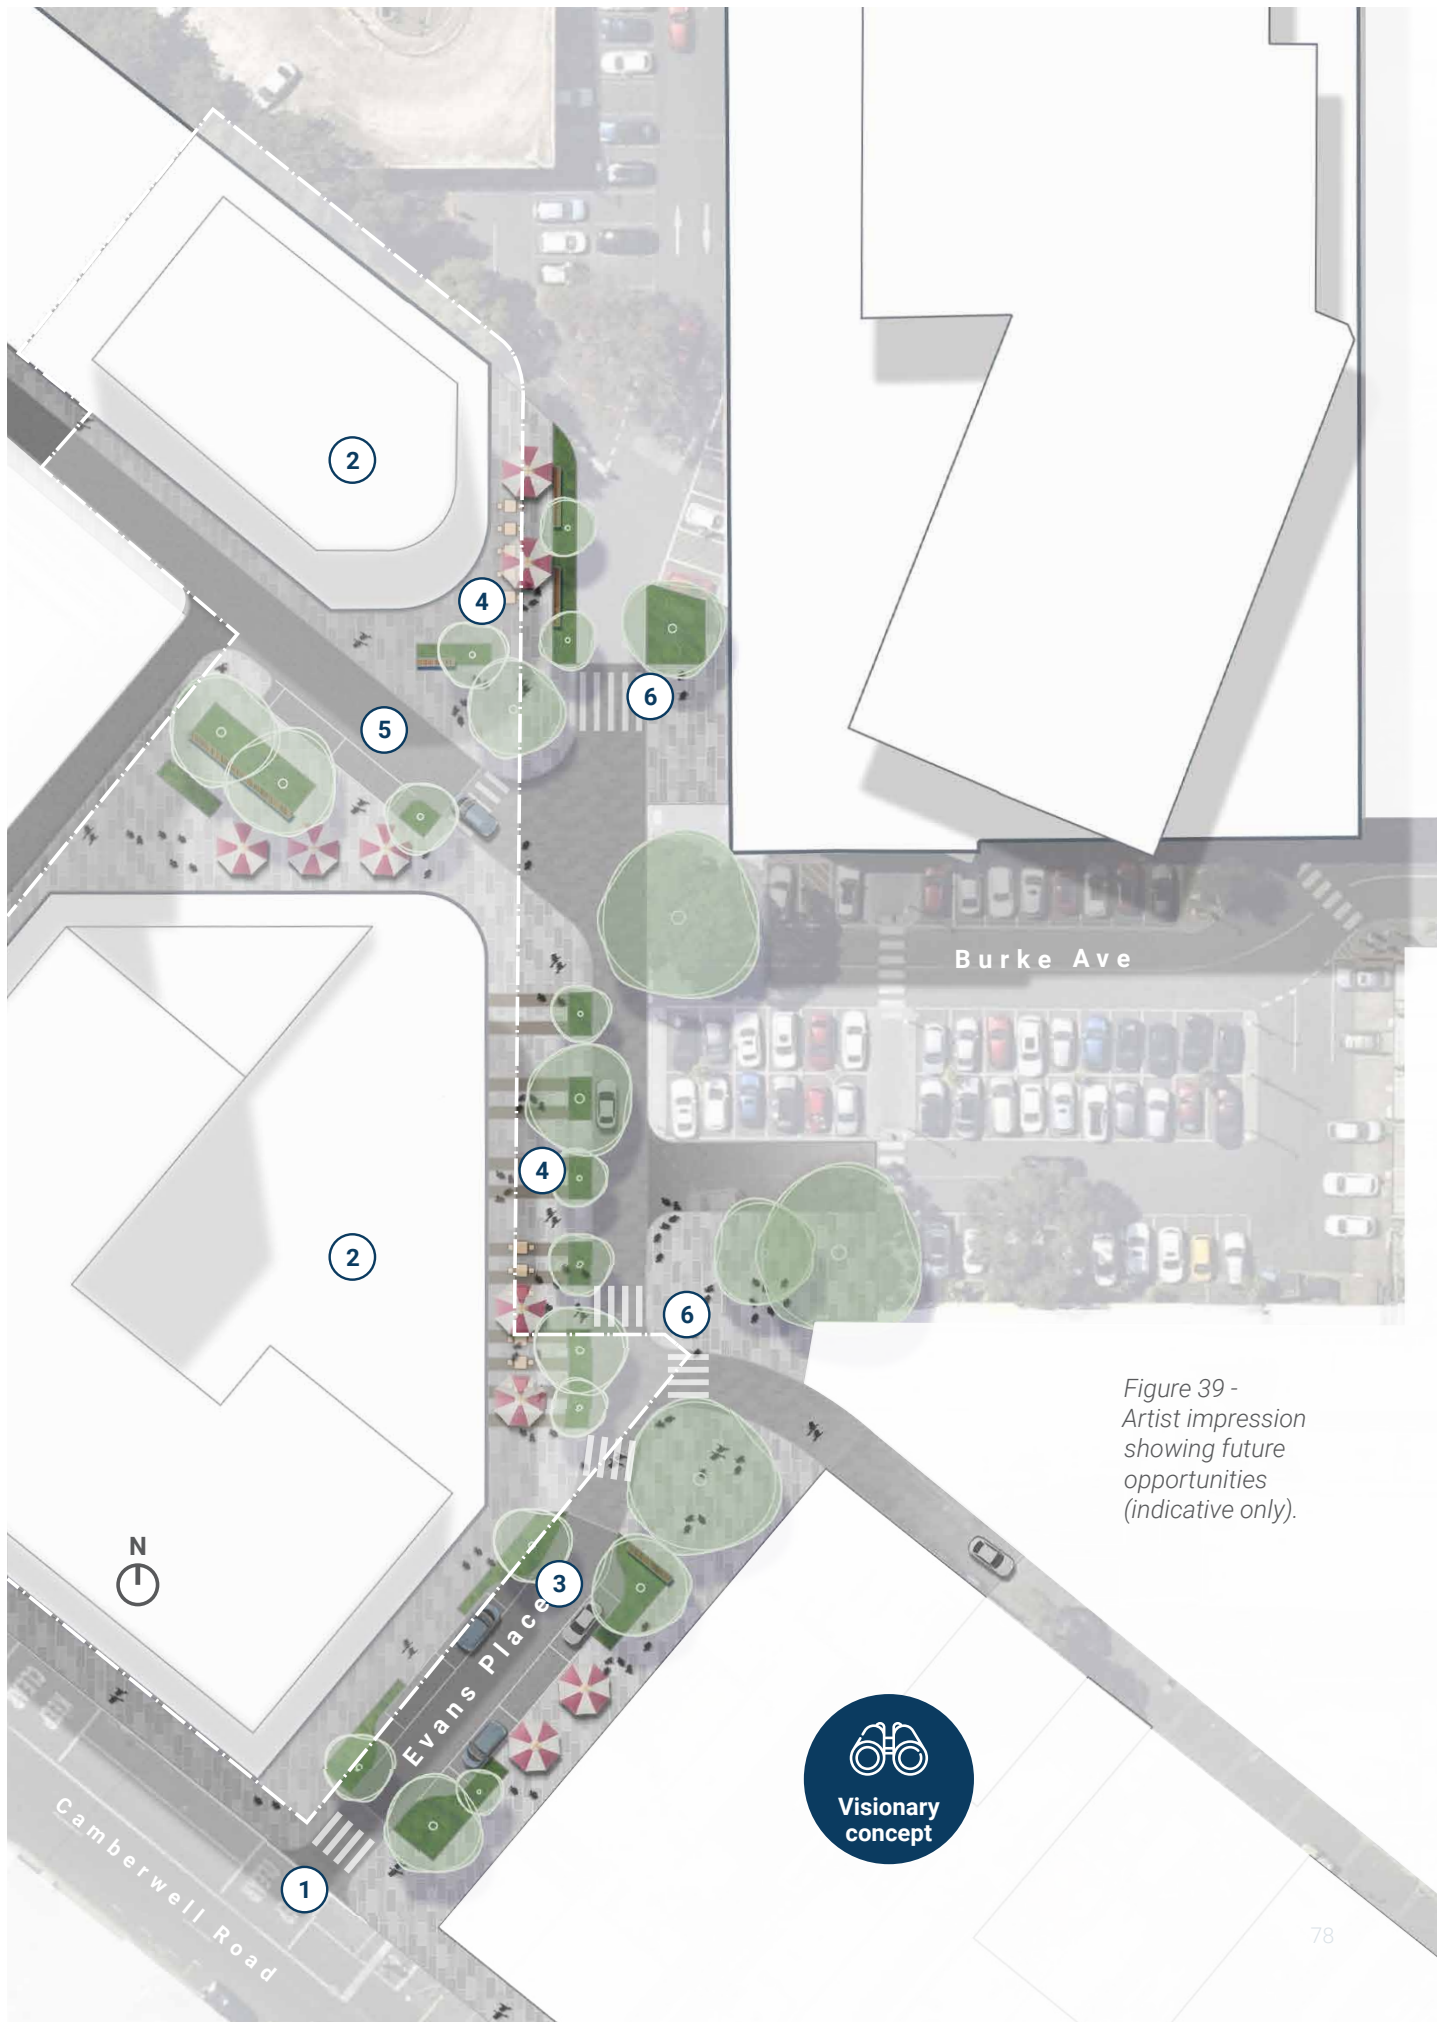 2
4
6
5
Burke Ave
4
2
6
Figure 39 -
Artist impression
showing future
opportunities
(indicative only).
N
3
Evans Place
Visionary
concept
1
Camberwell Road
78